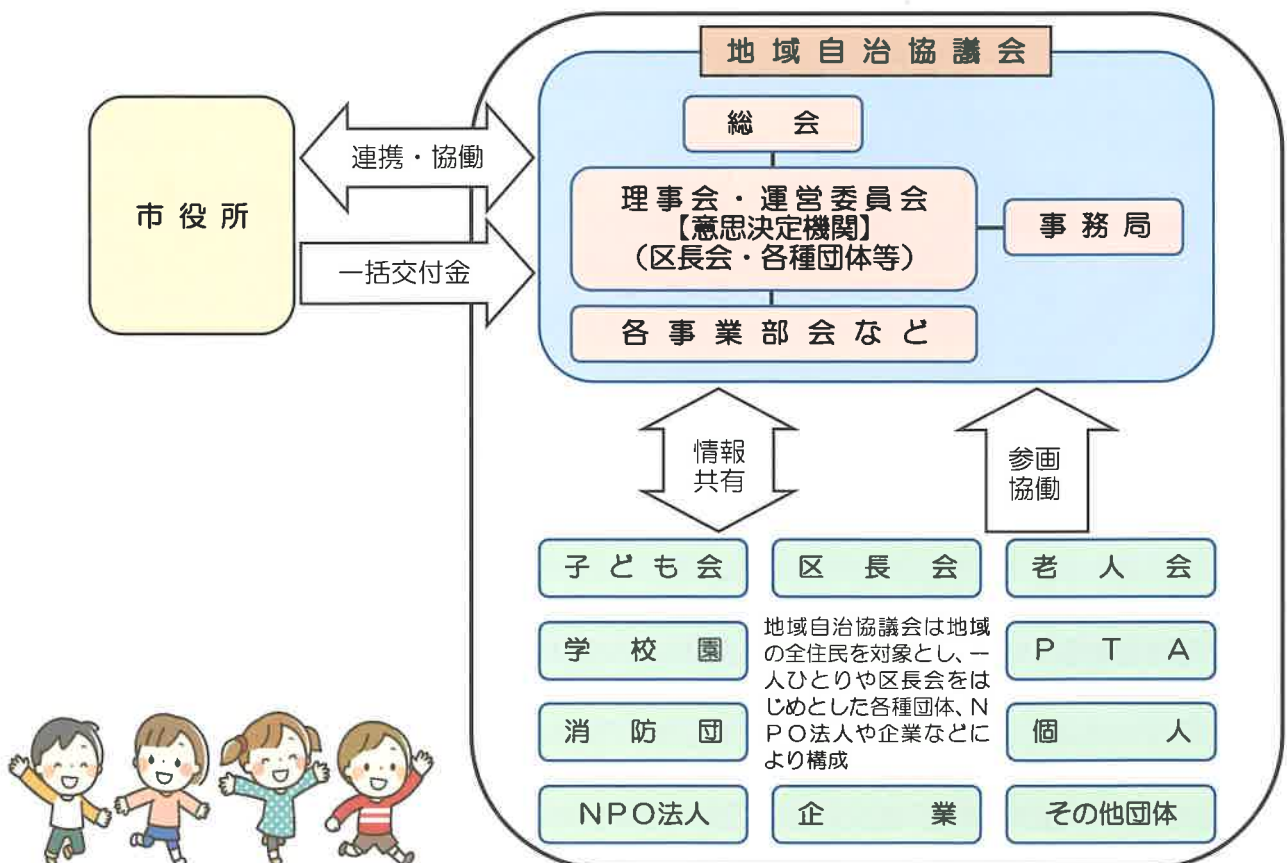 地域自治協議会
総会
理事会・運営委員会
【意思決定機関】
（区長会・各種団体等）
事務局
各事業部会など
市役所
連携・協働
一括交付金
情報
共有
参画
協働
子ども会
区長会
老人会
学校園
地域自治協議会は地域
の全住民を対象とし、一
人ひとりや区長会をは
じめとした各種団体、N
PO法人や企業などに
より構成
PTA
消防団
個人
NPO法人
企業
その他団体